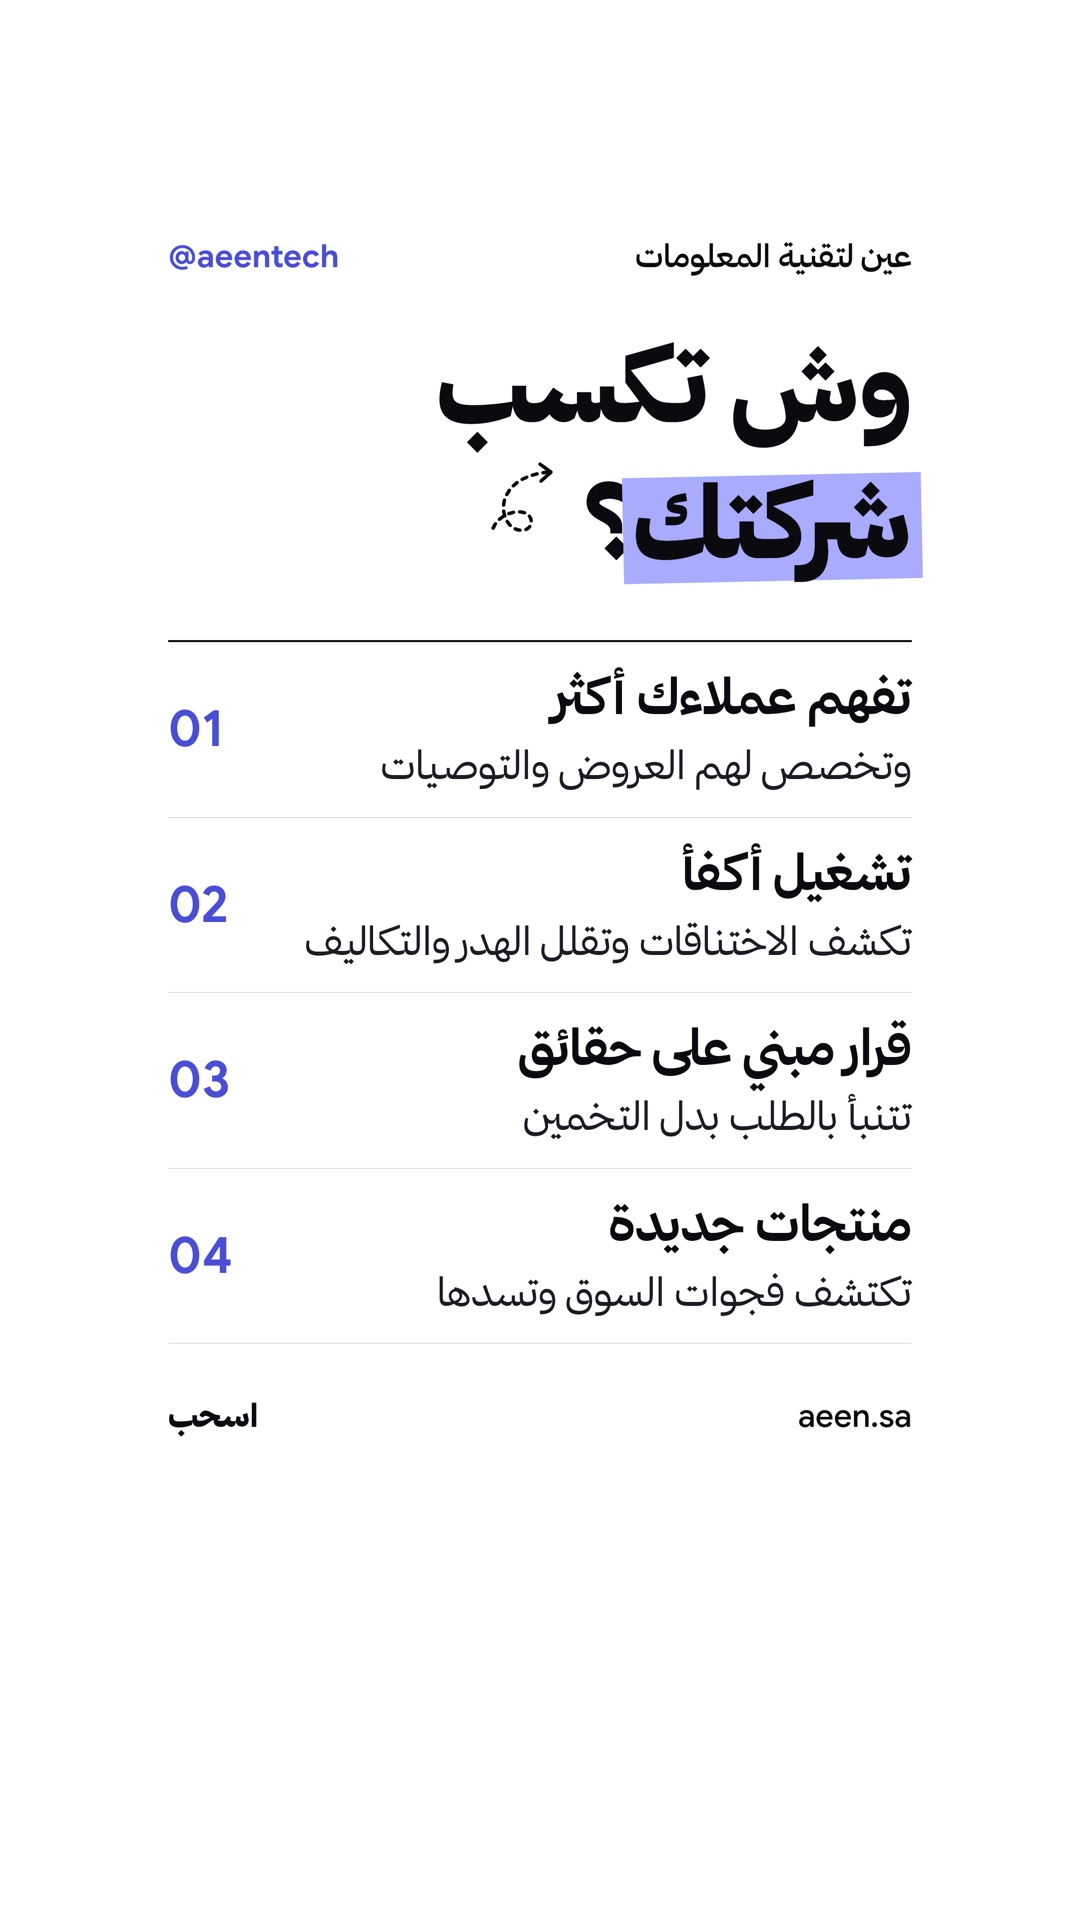 عين لتقنية المعلومات
@aeentech
وش تكسب
شركتك؟
تفهم عملاءك أكثر
وتخصص لهم العروض والتوصيات
01
تشغيل أكفأ
تكشف الاختناقات وتقلل الهدر والتكاليف
02
قرار مبني على حقائق
تتنبأ بالطلب بدل التخمين
03
منتجات جديدة
تكتشف فجوات السوق وتسدها
04
aeen.sa
اسحب